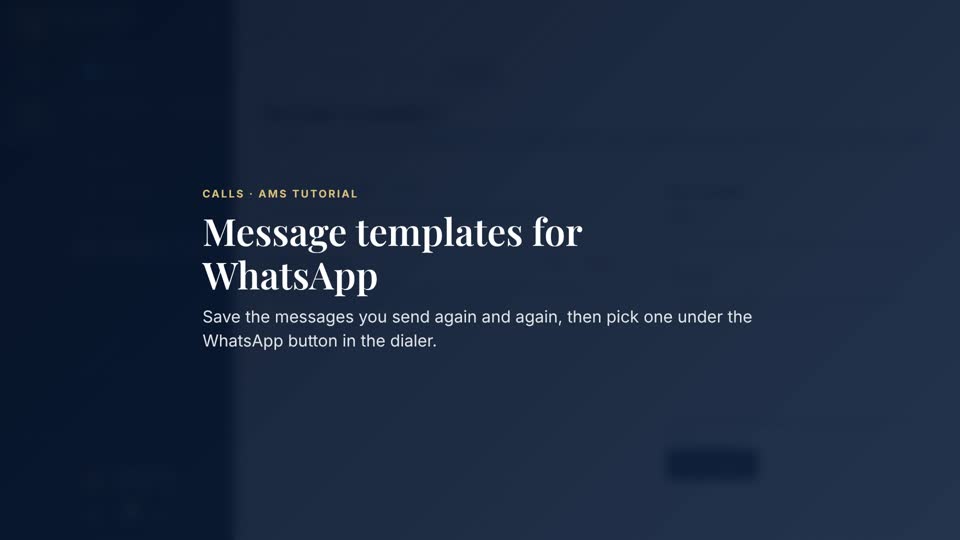 CALLS · AMS TUTORIAL
Message templates for
WhatsApp
Save the messages you send again and again, then pick one under the
WhatsApp button in the dialer.